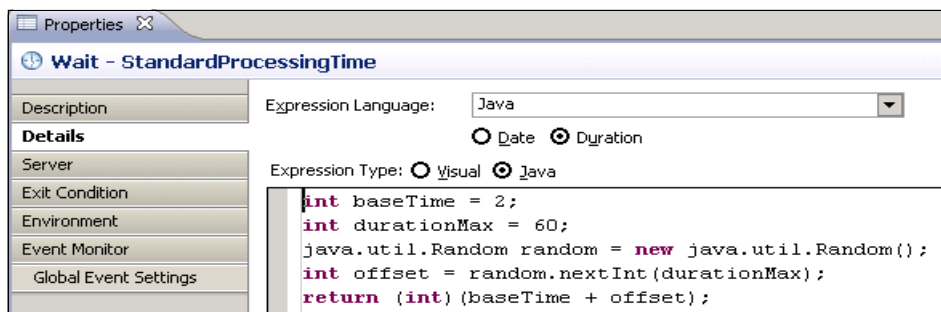 Properties
Wait - StandardProcessingTime
Description
Details
Server
Exit Condition
Environment
Event Monitor
Global Event Settings
Expression Language: Java
Date Duration
Expression Type: Visual Java
int baseTime = 2;
int durationMax = 60;
java.util.Random random = new java.util.Random();
int offset = random.nextInt(durationMax);
return (int)(baseTime + offset);